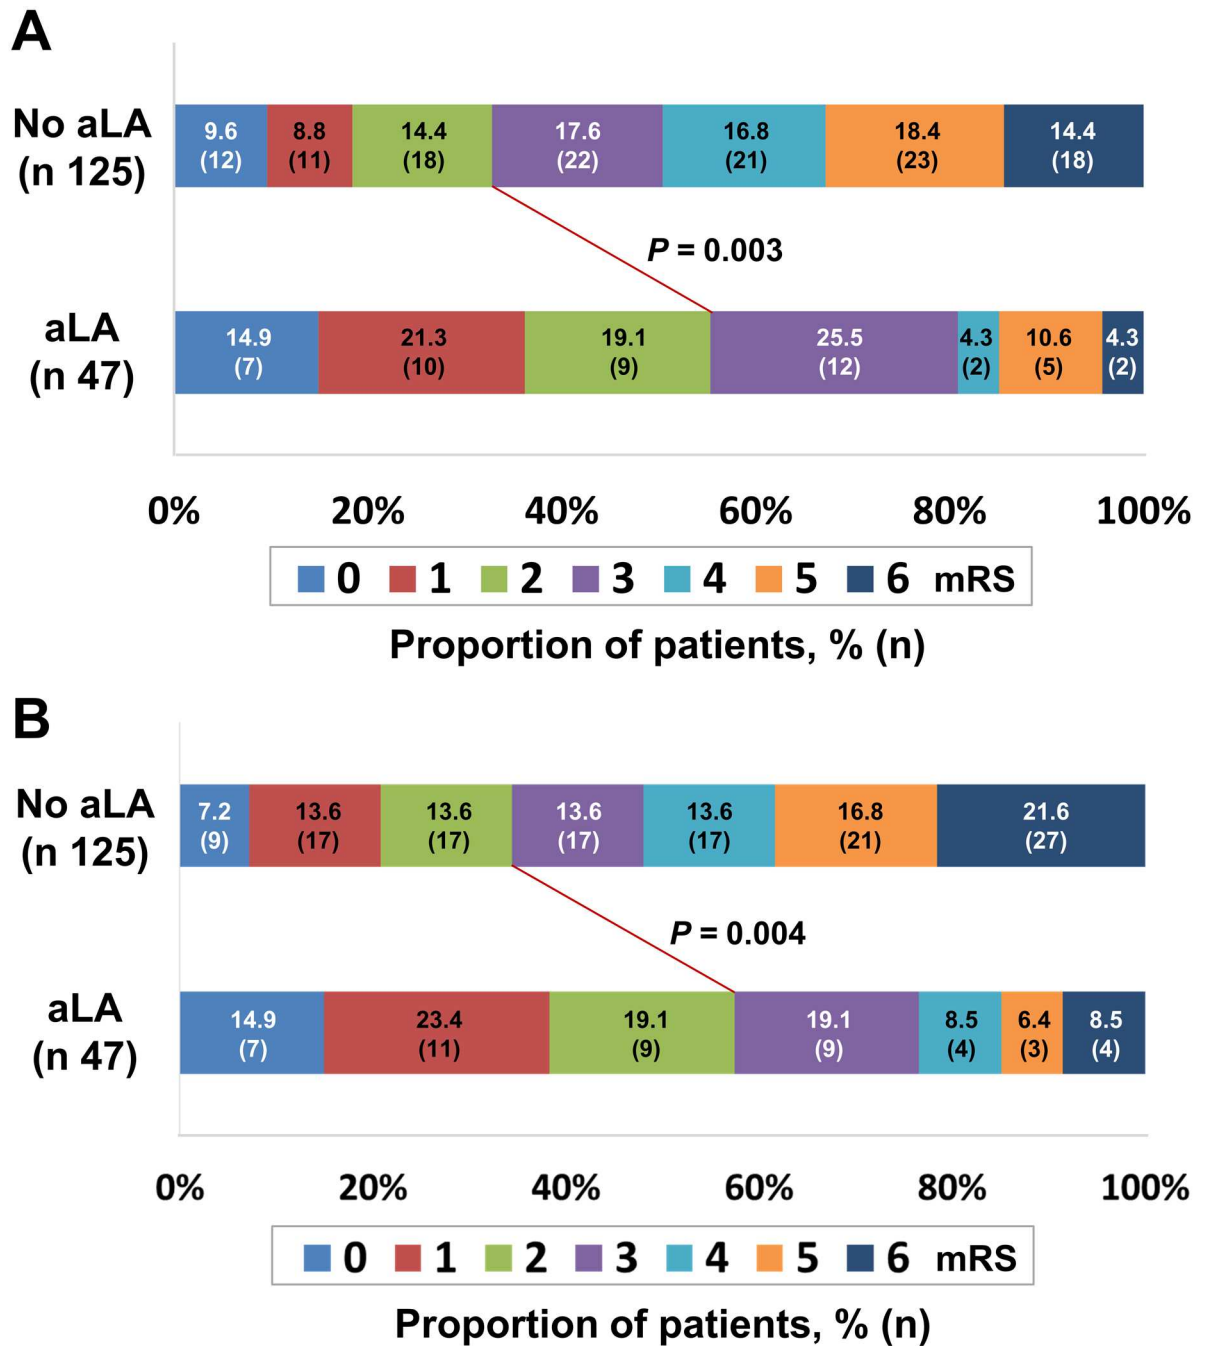 A
No aLA
(n 125)
9.6 8.8 14.4 17.6 16.8 18.4 14.4
(12) (11) (18) (22) (21) (23) (18)
P = 0.003
aLA
(n 47)
14.9 21.3 19.1 25.5 4.3 10.6 4.3
(7) (10) (9) (12) (2) (5) (2)
0% 20% 40% 60% 80% 100%
0 1 2 3 4 5 6 mRS
Proportion of patients, % (n)
B
No aLA
(n 125)
7.2 13.6 13.6 13.6 13.6 16.8 21.6
(9) (17) (17) (17) (17) (21) (27)
P = 0.004
aLA
(n 47)
14.9 23.4 19.1 19.1 8.5 6.4 8.5
(7) (11) (9) (9) (4) (3) (4)
0% 20% 40% 60% 80% 100%
0 1 2 3 4 5 6 mRS
Proportion of patients, % (n)